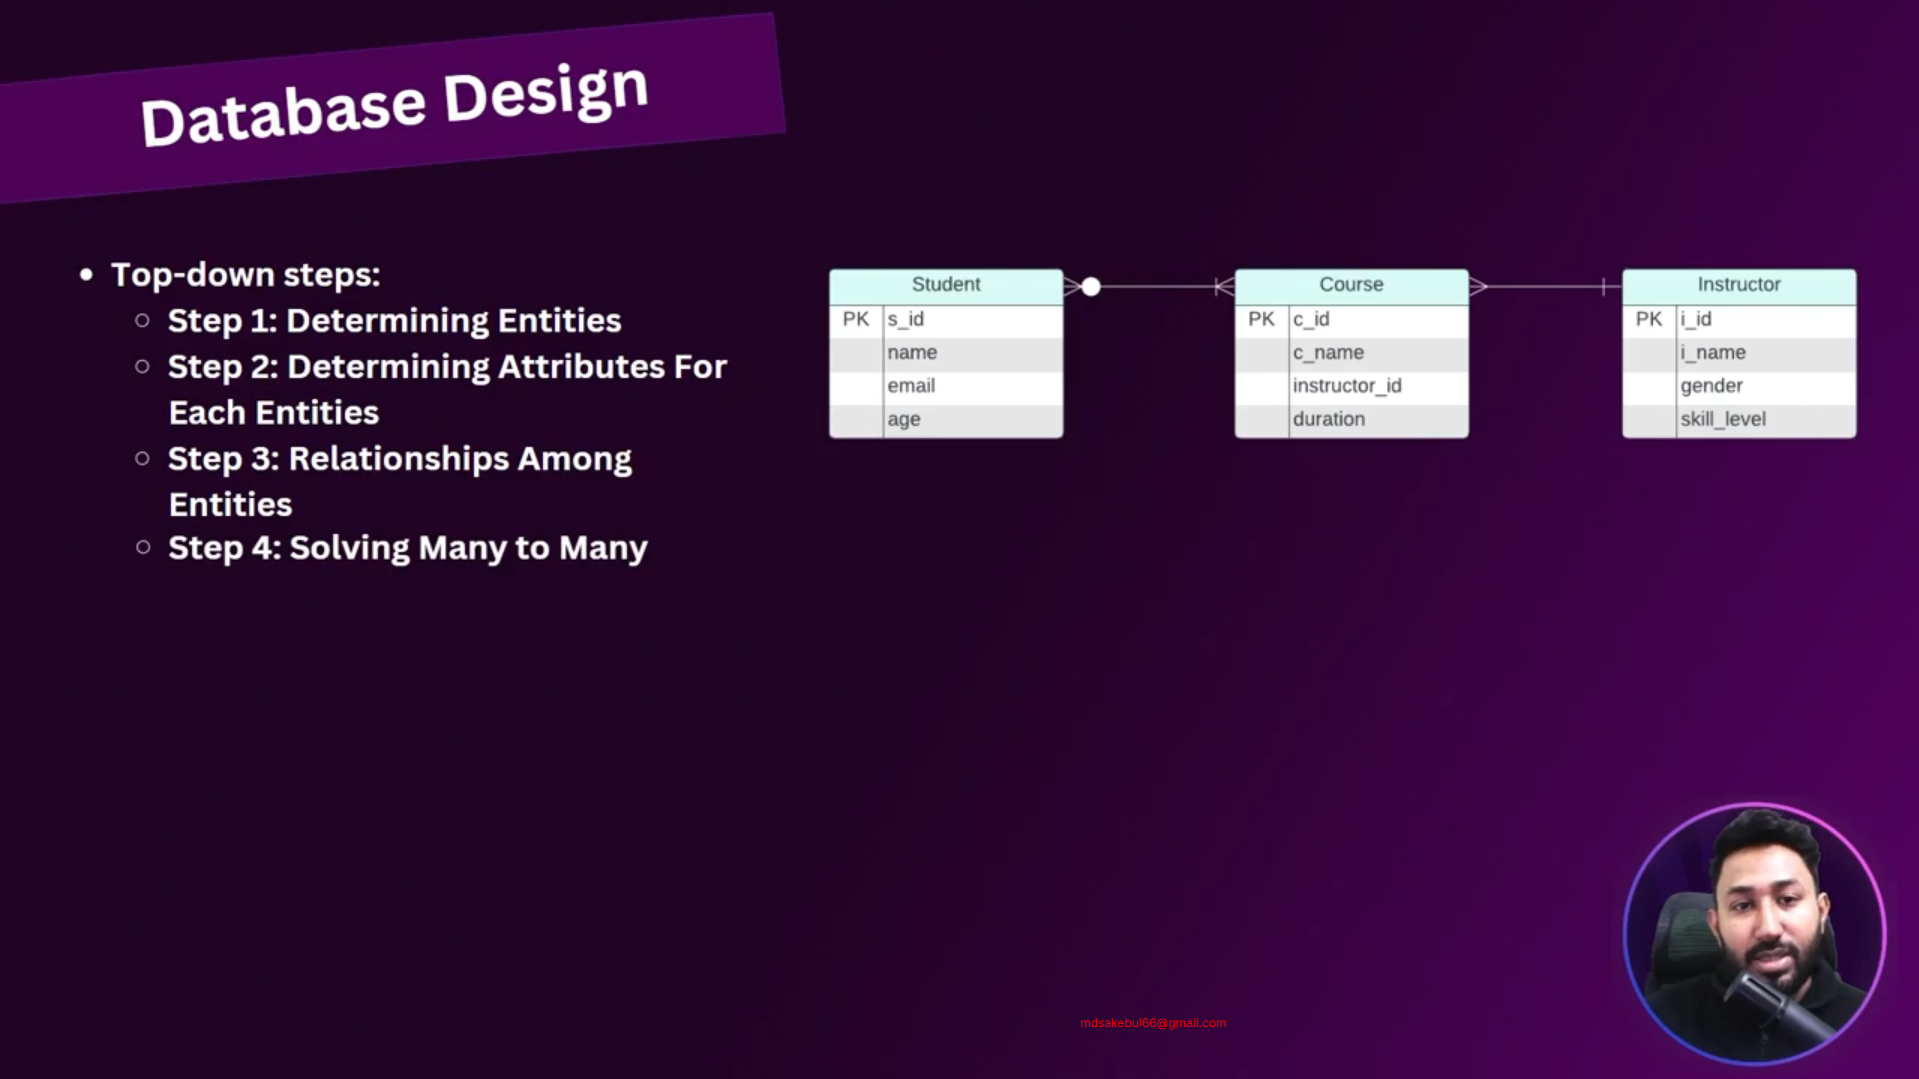 Database Design
Top-down steps:
Step 1: Determining Entities
Step 2: Determining Attributes For
Each Entities
Step 3: Relationships Among
Entities
Step 4: Solving Many to Many
Student
PK s_id
name
email
age
Course
PK c_id
c_name
instructor_id
duration
Instructor
PK i_id
i_name
gender
skill_level
mdsakebul66@gmail.com